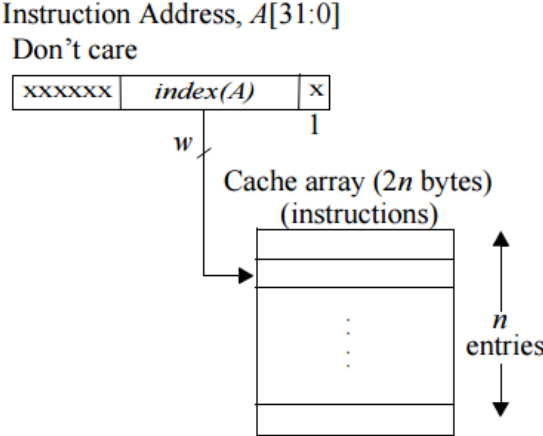 Instruction Address, A[31:0]
Don't care
xxxxxx index(A) x
1
w
Cache array (2n bytes)
(instructions)
n
entries